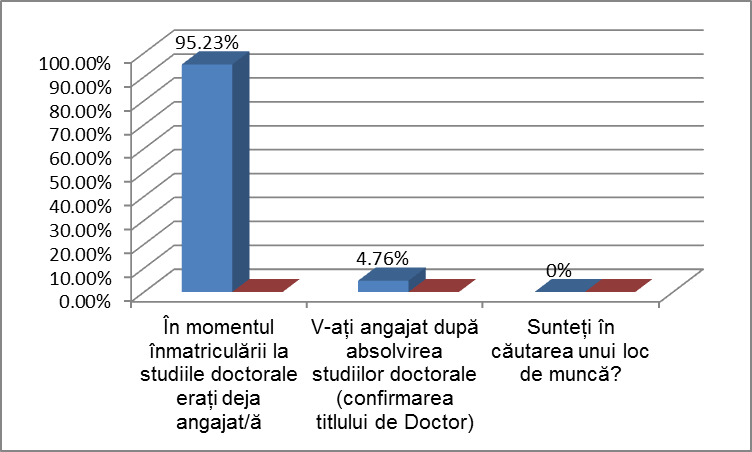 95.23%
100.00%
90.00%
80.00%
70.00%
60.00%
50.00%
40.00%
30.00%
20.00%
10.00%
0.00%
4.76%
0%
În momentul
înmatriculării la
studiile doctorale
erați deja
angajat/ă
V-ați angajat după
absolvirea
studiilor doctorale
(confirmarea
titlului de Doctor)
Sunteți în
căutarea unui loc
de muncă?